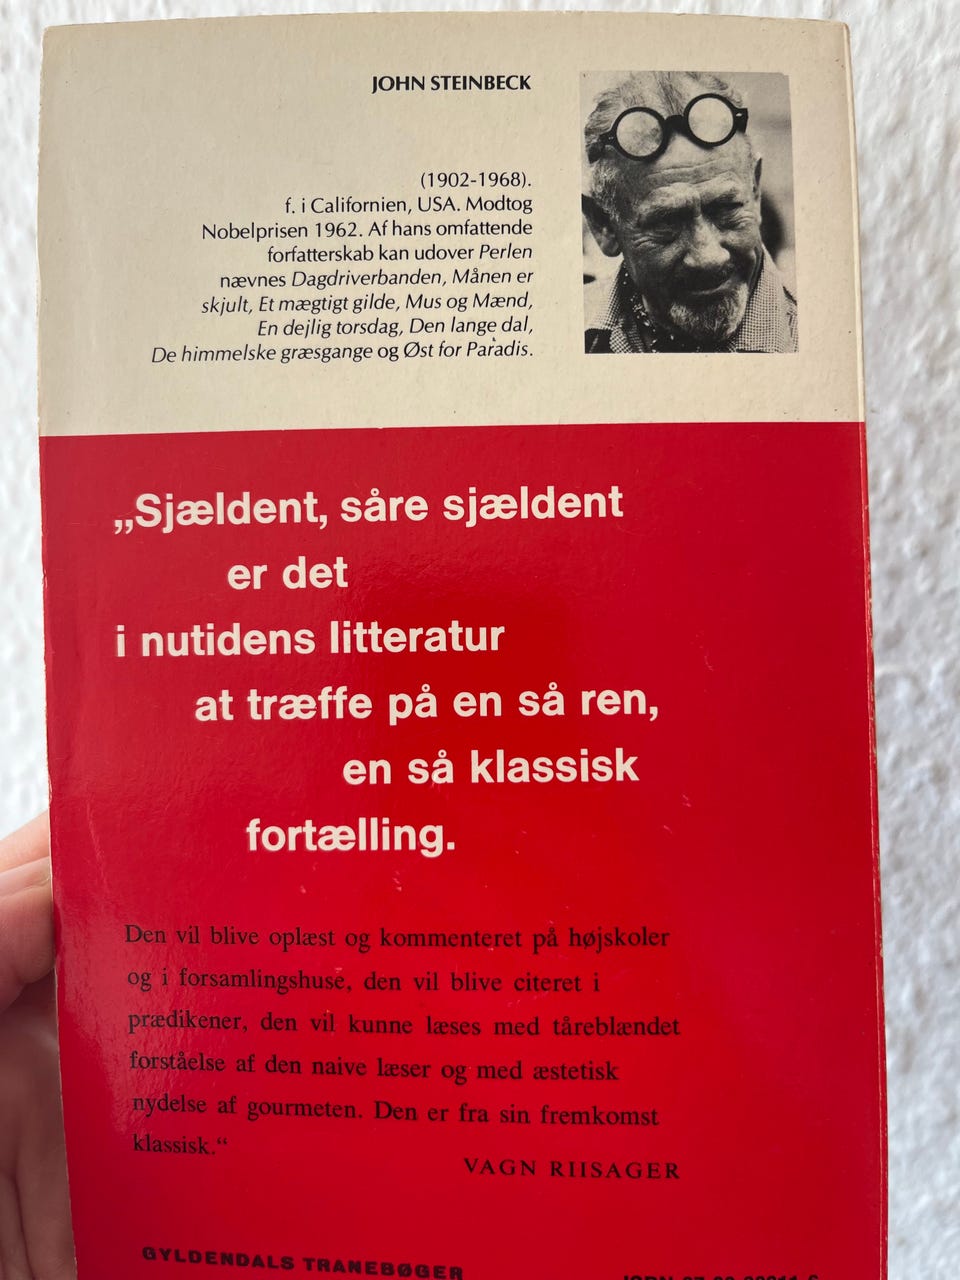 JOHN STEINBECK
(1902-1968).
f. i Californien, USA. Modtog
Nobelprisen 1962. Af hans omfattende
forfatterskab kan udover Perlen
nævnes Dagdriverbanden, Månen er
skjult, Et mægtigt gilde, Mus og Mænd,
En dejlig torsdag, Den lange dal,
De himmelske græsgange og Øst for Paradis.
„Sjældent, såre sjældent
er det
i nutidens litteratur
at træffe på en så ren,
en så klassisk
fortælling.
Den vil blive oplæst og kommenteret på højskoler
og i forsamlingshuse, den vil blive citeret i
prædikener, den vil kunne læses med tåreblændet
forståelse af den naive læser og med æstetisk
nydelse af gourmeten. Den er fra sin fremkomst
klassisk.“
VAGN RIISAGER
GYLDENDALS TRANEBØGER
ISBN